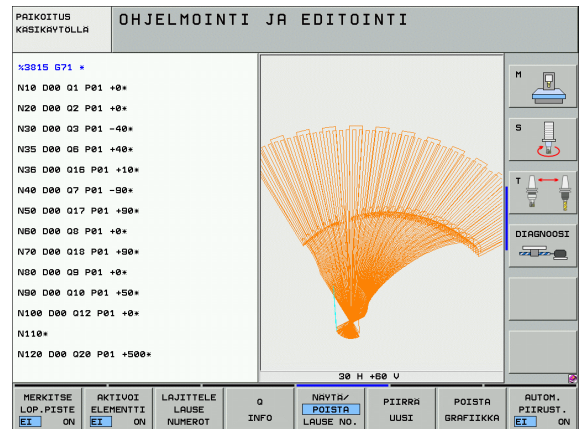 PAIKOITUS
KASIKAYTOLLA
OHJELMOINTI JA EDITOINTI
%3815 G71 *
N10 D00 Q1 P01 +0*
N20 D00 Q2 P01 +0*
N30 D00 Q3 P01 -40*
N35 D00 Q6 P01 +40*
N36 D00 Q16 P01 +10*
N40 D00 Q7 P01 -90*
N50 D00 Q17 P01 +90*
N60 D00 Q8 P01 +0*
N70 D00 Q18 P01 +90*
N80 D00 Q9 P01 +0*
N90 D00 Q10 P01 +50*
N100 D00 Q12 P01 +0*
N110*
N120 D00 Q20 P01 +500*
30 H +60 V
M
S
T
DIAGNOOSI
MERKITSE
LOP.PISTE
EI ON
AKTIVOI
ELEMENTTI
EI ON
LAJITTELE
LAUSE
NUMEROT
Q
INFO
NÄYTÄ/
POISTA
LAUSE NO.
PIIRRÄ
UUSI
POISTA
GRAFIIKKA
AUTOM.
PIIRUST.
EI ON